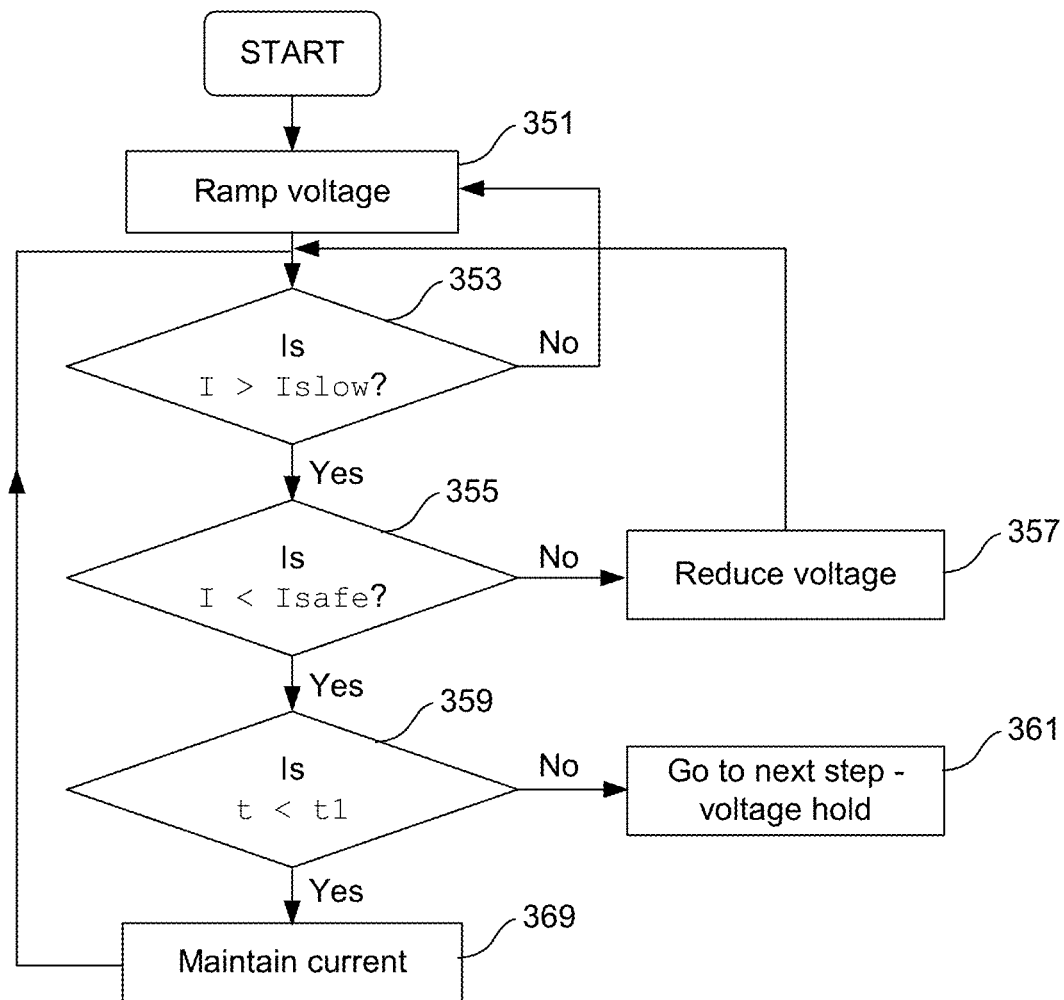 START
351
Ramp voltage
353
Is
I > Islow?
No
Yes
355
Is
I < Isafe?
No
357
Reduce voltage
Yes
359
Is
t < t1
No
361
Go to next step -
voltage hold
Yes
369
Maintain current